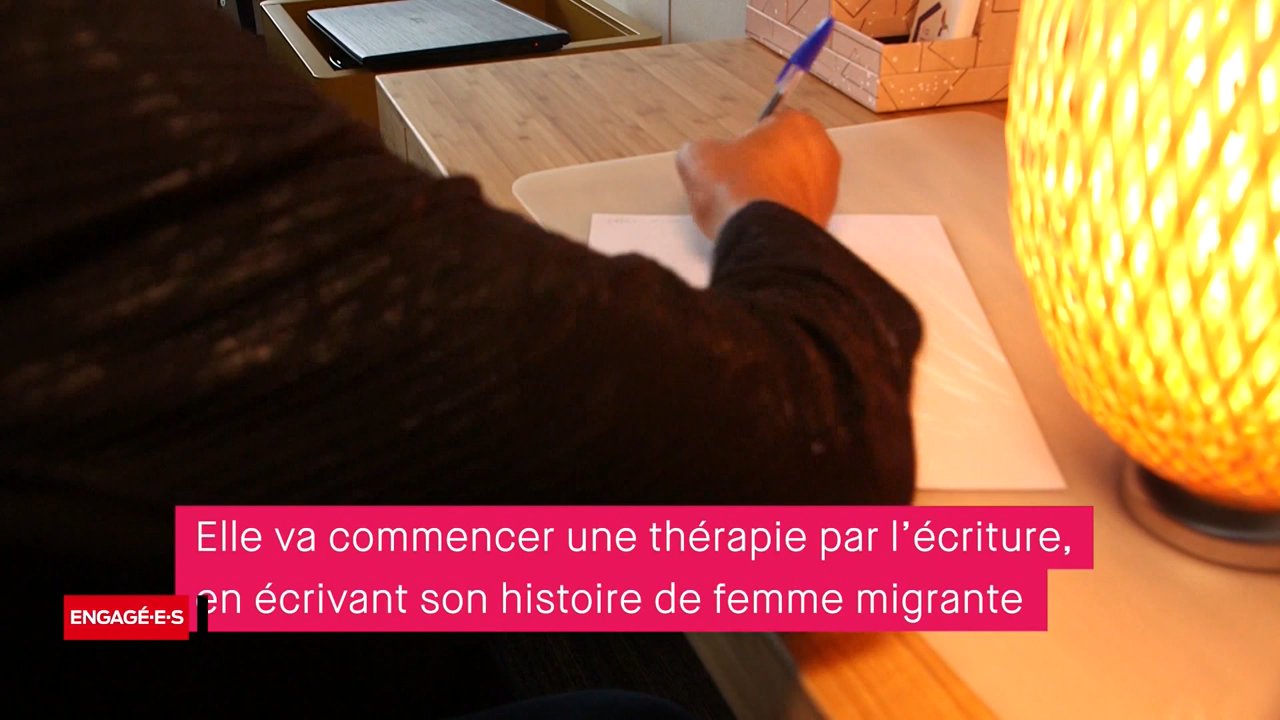 Elle va commencer une thérapie par l’écriture,
en écrivant son histoire de femme migrante
ENGAGÉ·E·S